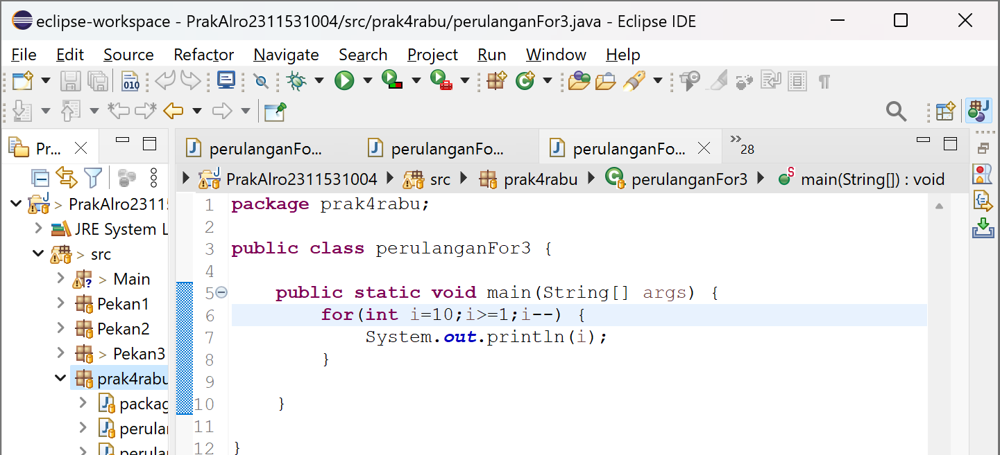 eclipse-workspace - PrakAlro2311531004/src/prak4rabu/perulanganFor3.java - Eclipse IDE
File Edit Source Refactor Navigate Search Project Run Window Help
010
Pr...
perulanganFo...
perulanganFo...
perulanganFo...
»28
PrakAlro2311531004 src prak4rabu perulanganFor3 main(String[]) : void
> PrakAlro2311
JRE System L
> src
> Main
Pekan1
Pekan2
> Pekan3
prak4rabu
packag
perular
perular
1 package prak4rabu;
2
3 public class perulanganFor3 {
4
5 public static void main(String[] args) {
6 for(int i=10;i>=1;i--) {
7 System.out.println(i);
8 }
9
10 }
11
12 }